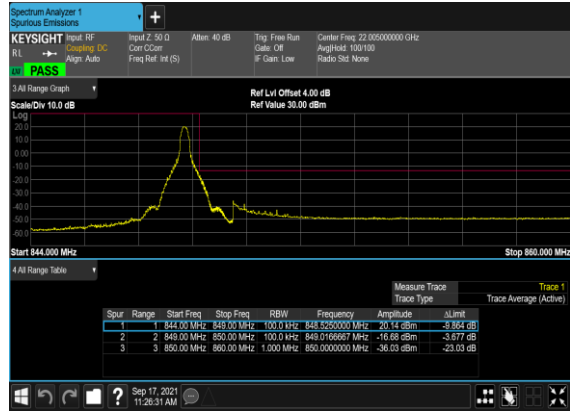 Spectrum Analyzer 1
Spurious Emissions
KEYSIGHT Input: RF Input Z: 50 Ω Atten: 40 dB Trig: Free Run Center Freq: 22.005000000 GHz
RL Coupling: DC Corr CCorr Gate: Off Avg|Hold: 100/100
Align: Auto Freq Ref: Int (S) IF Gain: Low Radio Std: None
PASS
3 All Range Graph
Ref Lvl Offset 4.00 dB
Scale/Div 10.0 dB Ref Value 30.00 dBm
Log
20.0
10.0
0.00
-10.0
-20.0
-30.0
-40.0
-50.0
-60.0
Start 844.000 MHz Stop 860.000 MHz
4 All Range Table
Measure Trace Trace 1
Trace Type Trace Average (Active)
Spur Range Start Freq Stop Freq RBW Frequency Amplitude ΔLimit
1 1 844.00 MHz 849.00 MHz 100.0 kHz 848.5250000 MHz 20.14 dBm -9.864 dB
2 2 849.00 MHz 850.00 MHz 100.0 kHz 849.0166667 MHz -16.68 dBm -3.677 dB
3 3 850.00 MHz 860.00 MHz 1.000 MHz 850.0000000 MHz -36.03 dBm -23.03 dB
? Sep 17, 2021
11:26:31 AM